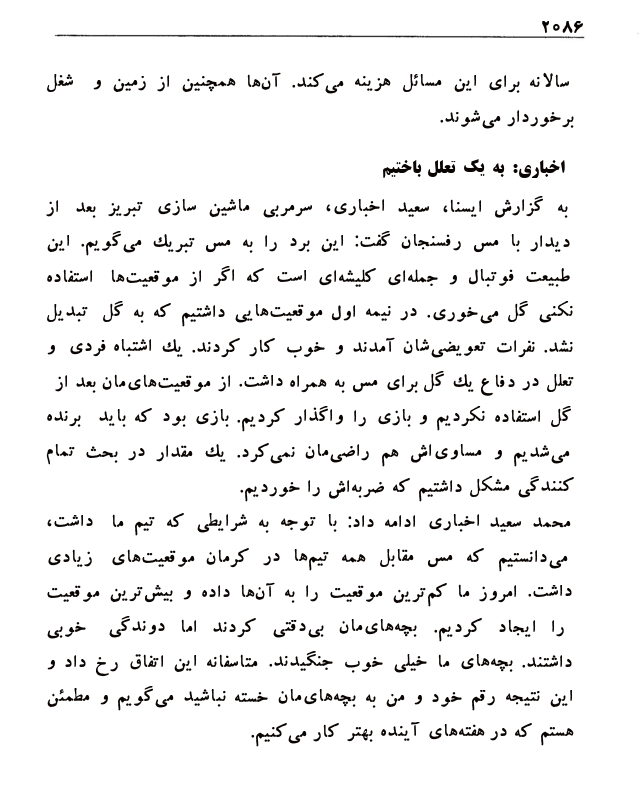 ۲۰۸۶
سالانه برای این مسائل هزینه می‌کند. آن‌ها همچنین از زمین و شغل
برخوردار می‌شوند.
اخباری: به یک تعلل باختیم
به گزارش ایسنا، سعید اخباری، سرمربی ماشین سازی تبریز بعد از
دیدار با مس رفسنجان گفت: این برد را به مس تبریك می‌گویم. این
طبیعت فوتبال و جمله‌ای کلیشه‌ای است که اگر از موقعیت‌ها استفاده
نکنی گل می‌خوری. در نیمه اول موقعیت‌هایی داشتیم که به گل تبدیل
نشد. نفرات تعویضی‌شان آمدند و خوب کار کردند. یك اشتباه فردی و
تعلل در دفاع یك گل برای مس به همراه داشت. از موقعیت‌های‌مان بعد از
گل استفاده نکردیم و بازی را واگذار کردیم. بازی بود که باید برنده
می‌شدیم و مساوی‌اش هم راضی‌مان نمی‌کرد. یك مقدار در بحث تمام
کنندگی مشکل داشتیم که ضربه‌اش را خوردیم.
محمد سعید اخباری ادامه داد: با توجه به شرایطی که تیم ما داشت،
می‌دانستیم که مس مقابل همه تیم‌ها در کرمان موقعیت‌های زیادی
داشت. امروز ما کم‌ترین موقعیت را به آن‌ها داده و بیش‌ترین موقعیت
را ایجاد کردیم. بچه‌های‌مان بی‌دقتی کردند اما دوندگی خوبی
داشتند. بچه‌های ما خیلی خوب جنگیدند. متاسفانه این اتفاق رخ داد و
این نتیجه رقم خود و من به بچه‌های‌مان خسته نباشید می‌گویم و مطمئن
هستم که در هفته‌های آینده بهتر کار می‌کنیم.